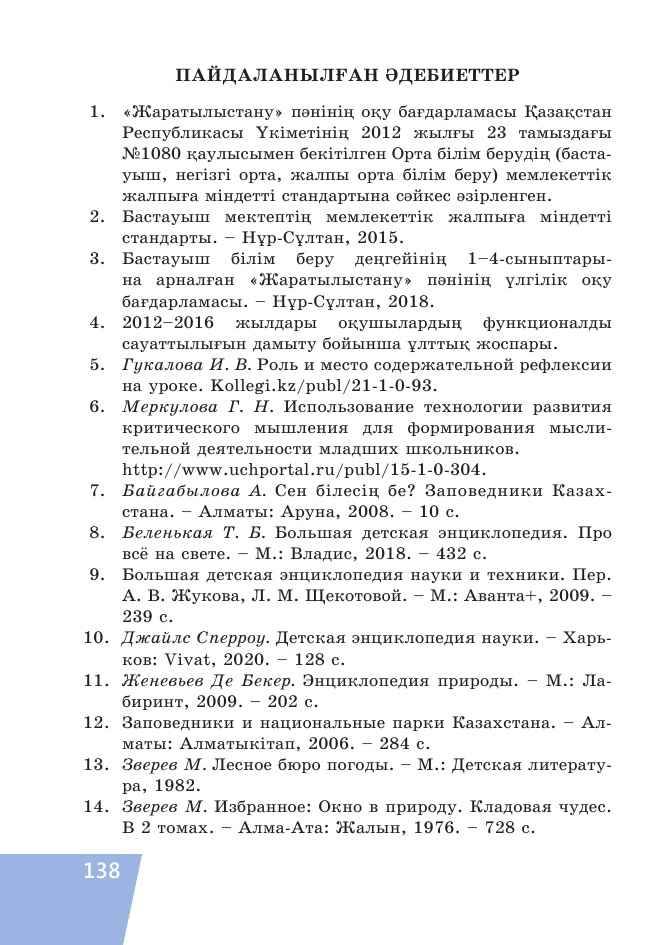 ПАЙДАЛАНЫЛҒАН ӘДЕБИЕТТЕР
1. «Жаратылыстану» пәнінің оқу бағдарламасы Қазақстан
Республикасы Үкіметінің 2012 жылғы 23 тамыздағы
№1080 қаулысымен бекітілген Орта білім берудің (баста-
уыш, негізгі орта, жалпы орта білім беру) мемлекеттік
жалпыға міндетті стандартына сәйкес әзірленген.
2. Бастауыш мектептің мемлекеттік жалпыға міндетті
стандарты. – Нұр-Сұлтан, 2015.
3. Бастауыш білім беру деңгейінің 1–4-сыныптары-
на арналған «Жаратылыстану» пәнінің үлгілік оқу
бағдарламасы. – Нұр-Сұлтан, 2018.
4. 2012–2016 жылдары оқушылардың функционалды
сауаттылығын дамыту бойынша ұлттық жоспары.
5. Гукалова И. В. Роль и место содержательной рефлексии
на уроке. Kollegi.kz/publ/21-1-0-93.
6. Меркулова Г. Н. Использование технологии развития
критического мышления для формирования мысли-
тельной деятельности младших школьников.
http://www.uchportal.ru/publ/15-1-0-304.
7. Байгабылова А. Сен білесің бе? Заповедники Казах-
стана. – Алматы: Аруна, 2008. – 10 с.
8. Беленькая Т. Б. Большая детская энциклопедия. Про
всё на свете. – М.: Владис, 2018. – 432 с.
9. Большая детская энциклопедия науки и техники. Пер.
А. В. Жукова, Л. М. Щекотовой. – М.: Аванта+, 2009. –
239 с.
10. Джайлс Сперроу. Детская энциклопедия науки. – Харь-
ков: Vivat, 2020. – 128 с.
11. Женевьев Де Бекер. Энциклопедия природы. – М.: Ла-
биринт, 2009. – 202 с.
12. Заповедники и национальные парки Казахстана. – Ал-
маты: Алматыкітап, 2006. – 284 с.
13. Зверев М. Лесное бюро погоды. – М.: Детская литерату-
ра, 1982.
14. Зверев М. Избранное: Окно в природу. Кладовая чудес.
В 2 томах. – Алма-Ата: Жалын, 1976. – 728 с.
138